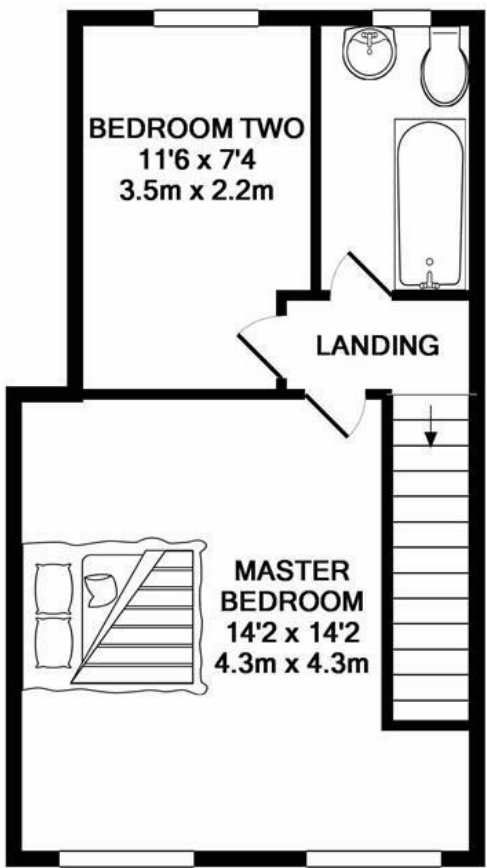 BEDROOM TWO
11'6 x 7'4
3.5m x 2.2m
LANDING
MASTER
BEDROOM
14'2 x 14'2
4.3m x 4.3m